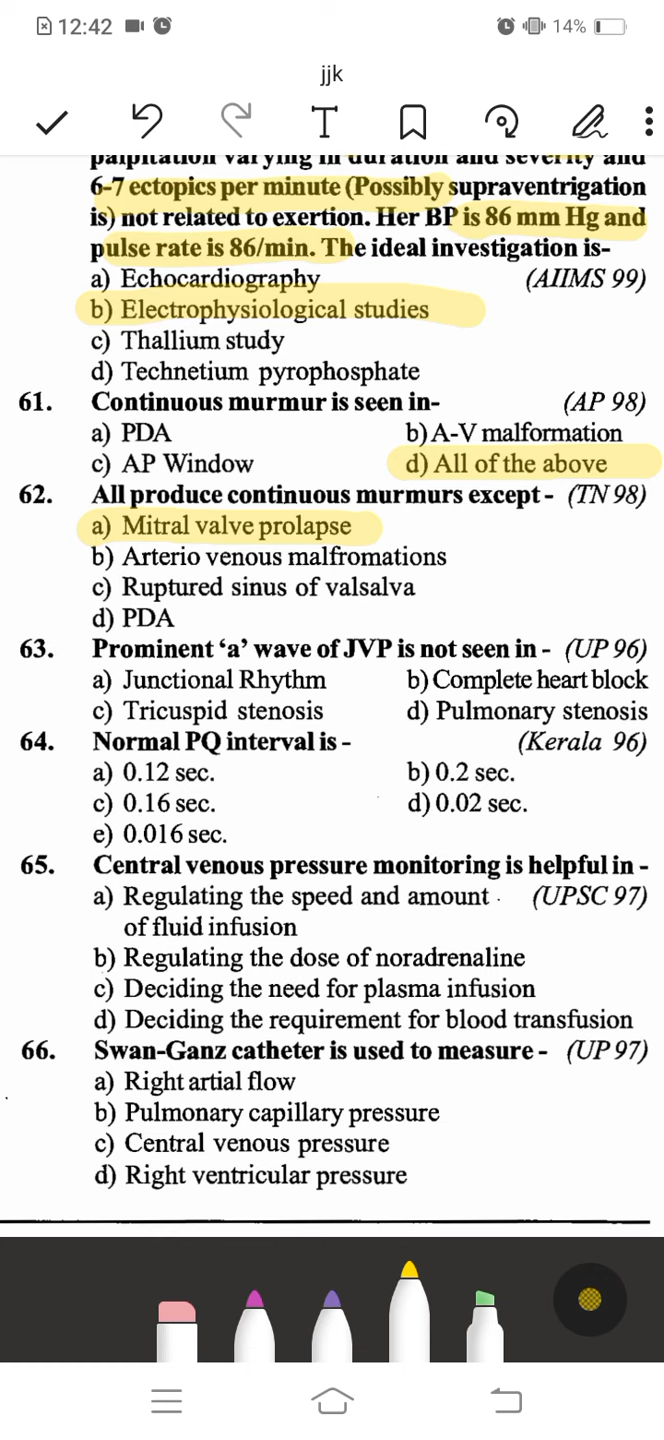 12:42
14%
jjk
T
palpitation varying in duration and severity and
6-7 ectopics per minute (Possibly supraventrigation
is) not related to exertion. Her BP is 86 mm Hg and
pulse rate is 86/min. The ideal investigation is-
a) Echocardiography (AIIMS 99)
b) Electrophysiological studies
c) Thallium study
d) Technetium pyrophosphate
61. Continuous murmur is seen in- (AP 98)
a) PDA b) A-V malformation
c) AP Window d) All of the above
62. All produce continuous murmurs except - (TN 98)
a) Mitral valve prolapse
b) Arterio venous malfromations
c) Ruptured sinus of valsalva
d) PDA
63. Prominent ‘a’ wave of JVP is not seen in - (UP 96)
a) Junctional Rhythm b) Complete heart block
c) Tricuspid stenosis d) Pulmonary stenosis
64. Normal PQ interval is - (Kerala 96)
a) 0.12 sec. b) 0.2 sec.
c) 0.16 sec. d) 0.02 sec.
e) 0.016 sec.
65. Central venous pressure monitoring is helpful in -
a) Regulating the speed and amount (UPSC 97)
of fluid infusion
b) Regulating the dose of noradrenaline
c) Deciding the need for plasma infusion
d) Deciding the requirement for blood transfusion
66. Swan-Ganz catheter is used to measure - (UP 97)
a) Right artial flow
b) Pulmonary capillary pressure
c) Central venous pressure
d) Right ventricular pressure